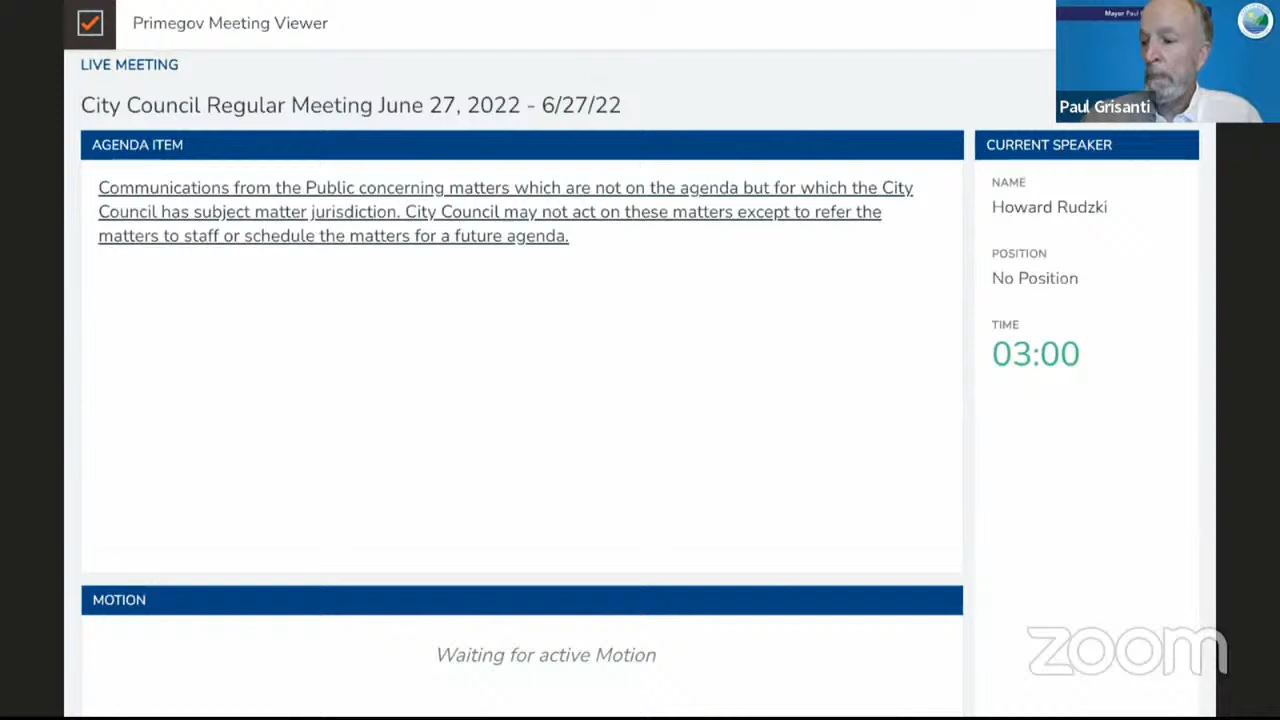 Primegov Meeting Viewer
Mayor Paul
Paul Grisanti
LIVE MEETING
City Council Regular Meeting June 27, 2022 - 6/27/22
AGENDA ITEM
Communications from the Public concerning matters which are not on the agenda but for which the City
Council has subject matter jurisdiction. City Council may not act on these matters except to refer the
matters to staff or schedule the matters for a future agenda.
CURRENT SPEAKER
NAME
Howard Rudzki
POSITION
No Position
TIME
03:00
MOTION
Waiting for active Motion
zoom